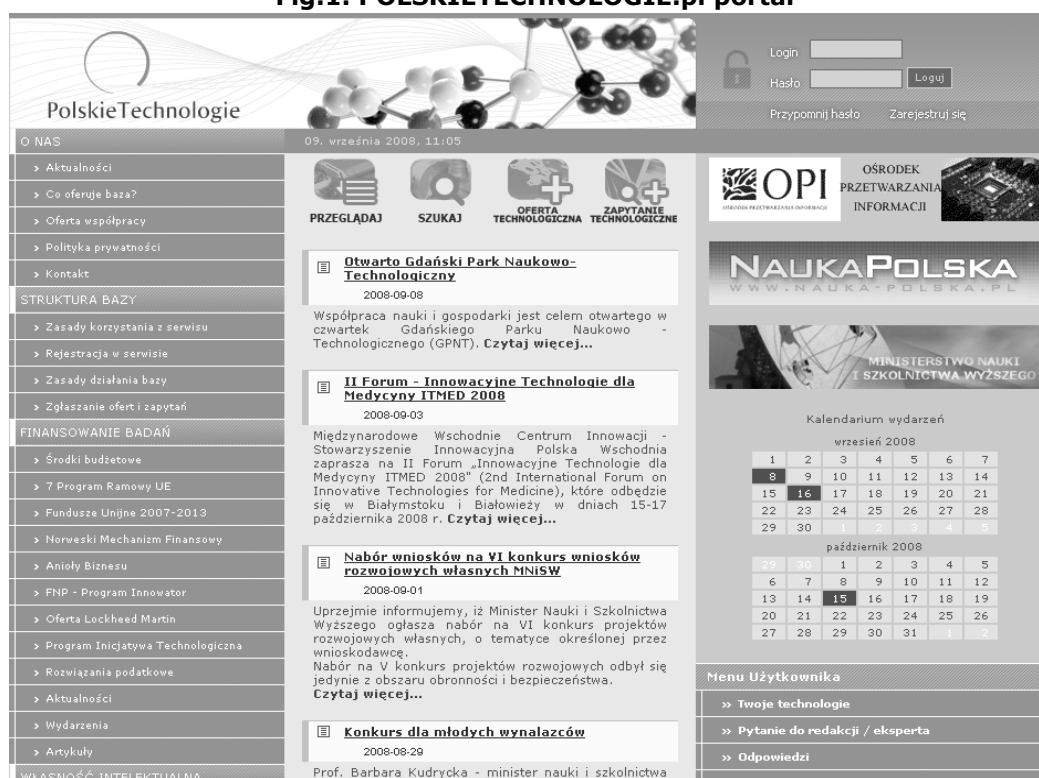 Fig.1. POLSKIETECHNOLOGIE.pl portal
PolskieTechnologie
Login
Hasło
Loguj
Przypomnij hasło Zarejestruj się
O NAS
> Aktualności
> Co oferuje baza?
> Oferta współpracy
> Polityka prywatności
> Kontakt
STRUKTURA BAZY
> Zasady korzystania z serwisu
> Rejestracja w serwisie
> Zasady działania bazy
> Zgłaszanie ofert i zapytań
FINANSOWANIE BADAŃ
> Środki budżetowe
> 7 Program Ramowy UE
> Fundusze Unijne 2007-2013
> Norweski Mechanizm Finansowy
> Anioły Biznesu
> FNP - Program Innowator
> Oferta Lockheed Martin
> Program Inicjatywa Technologiczna
> Rozwiązania podatkowe
> Aktualności
> Wydarzenia
> Artykuły
WŁASNOŚĆ INTELEKTUALNA
09. września 2008, 11:05
PRZEGLĄDAJ
SZUKAJ
OFERTA
TECHNOLOGICZNA
ZAPYTANIE
TECHNOLOGICZNE
Otwarto Gdański Park Naukowo-
Technologiczny
2008-09-08
Współpraca nauki i gospodarki jest celem otwartego w
czwartek Gdańskiego Parku Naukowo -
Technologicznego (GPNT). Czytaj więcej...
II Forum - Innowacyjne Technologie dla
Medycyny ITMED 2008
2008-09-03
Międzynarodowe Wschodnie Centrum Innowacji -
Stowarzyszenie Innowacyjna Polska Wschodnia
zaprasza na II Forum „Innowacyjne Technologie dla
Medycyny ITMED 2008" (2nd International Forum on
Innovative Technologies for Medicine), które odbędzie
się w Białymstoku i Białowieży w dniach 15-17
października 2008 r. Czytaj więcej...
Nabór wniosków na VI konkurs wniosków
rozwojowych własnych MNiSW
2008-09-01
Uprzejmie informujemy, iż Minister Nauki i Szkolnictwa
Wyższego ogłasza nabór na VI konkurs projektów
rozwojowych własnych, o tematyce określonej przez
wnioskodawcę.
Nabór na V konkurs projektów rozwojowych odbył się
jedynie z obszaru obronności i bezpieczeństwa.
Czytaj więcej...
Konkurs dla młodych wynalazców
2008-08-29
Prof. Barbara Kudrycka - minister nauki i szkolnictwa
OPI
OŚRODEK PRZETWARZANIA INFORMACJI
OŚRODEK
PRZETWARZANIA
INFORMACJI
NAUKAPOLSKA
WWW.NAUKA-POLSKA.PL
MINISTERSTWO NAUKI
I SZKOLNICTWA WYŻSZEGO
Kalendarium wydarzeń
wrzesień 2008
1 2 3 4 5 6 7
8 9 10 11 12 13 14
15 16 17 18 19 20 21
22 23 24 25 26 27 28
29 30 1 2 3 4 5
październik 2008
29 30 1 2 3 4 5
6 7 8 9 10 11 12
13 14 15 16 17 18 19
20 21 22 23 24 25 26
27 28 29 30 31 1 2
Menu Użytkownika
» Twoje technologie
» Pytanie do redakcji / eksperta
» Odpowiedzi